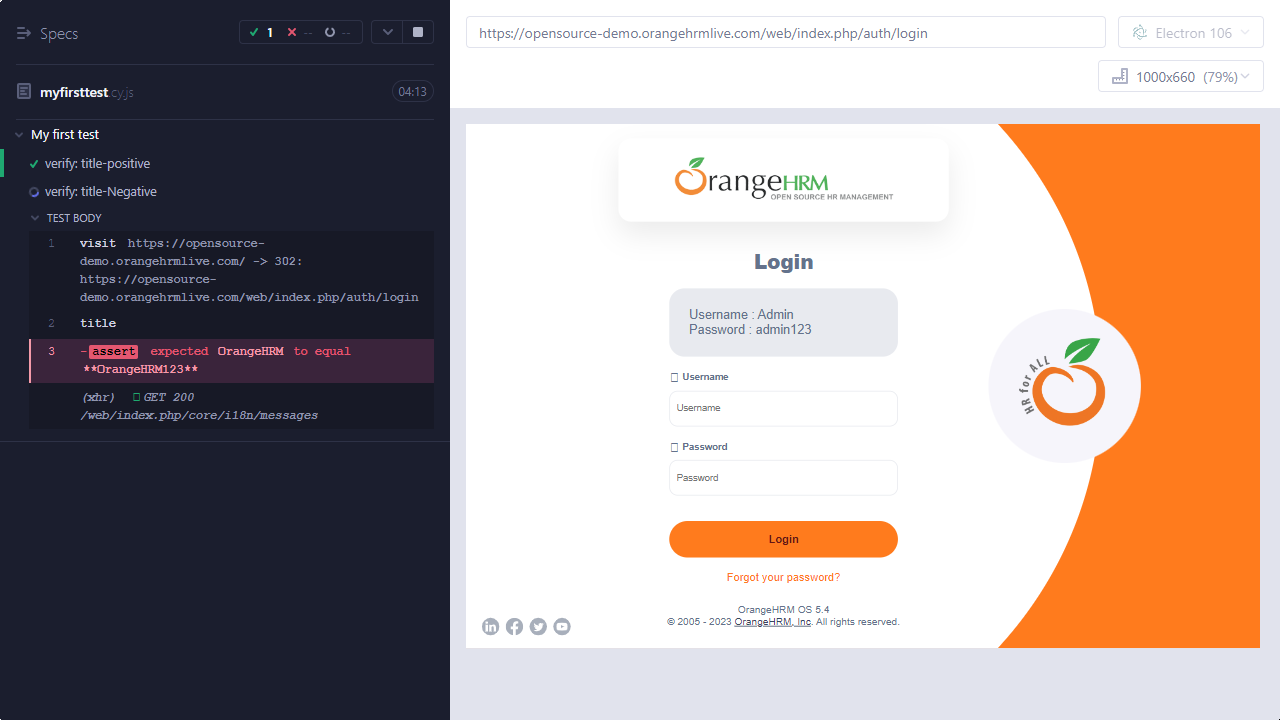 Specs
1 -- --
myfirsttest.cy.js 04:13
My first test
verify: title-positive
verify: title-Negative
TEST BODY
1 visit https://opensource-
demo.orangehrmlive.com/ -> 302:
https://opensource-
demo.orangehrmlive.com/web/index.php/auth/login
2 title
3 -assert expected OrangeHRM to equal
**OrangeHRM123**
(xhr) GET 200
/web/index.php/core/i18n/messages
https://opensource-demo.orangehrmlive.com/web/index.php/auth/login
Electron 106
1000x660 (79%)
OrangeHRM
OPEN SOURCE HR MANAGEMENT
Login
Username : Admin
Password : admin123
Username
Username
Password
Password
Login
Forgot your password?
OrangeHRM OS 5.4
© 2005 - 2023 OrangeHRM, Inc. All rights reserved.
HR for ALL